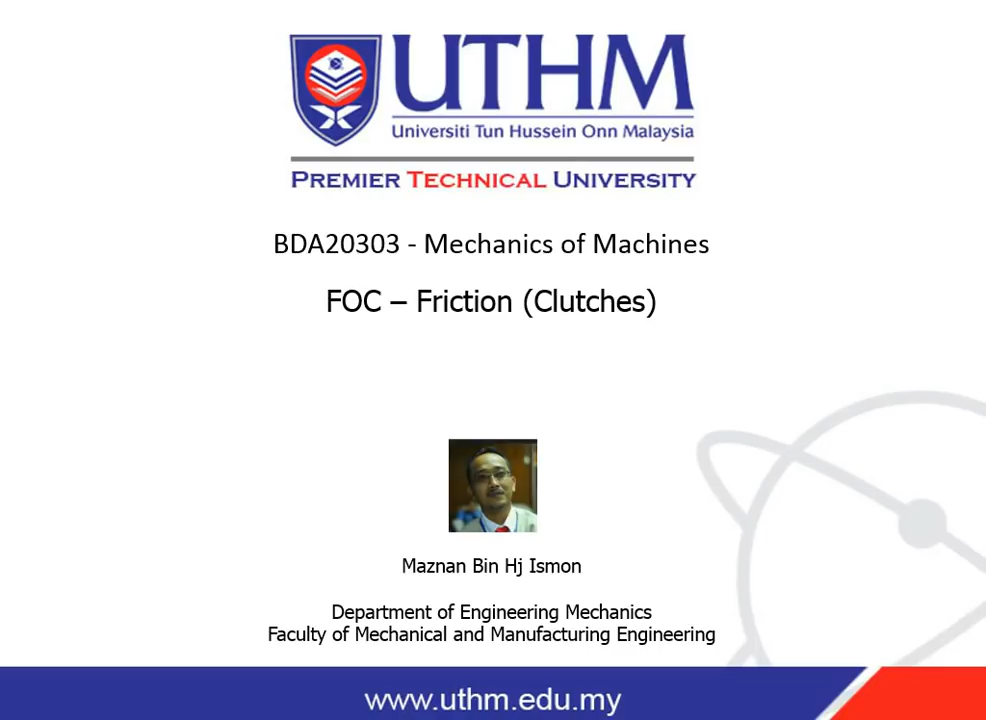 UTHM
Universiti Tun Hussein Onn Malaysia
PREMIER TECHNICAL UNIVERSITY
BDA20303 - Mechanics of Machines
FOC – Friction (Clutches)
Maznan Bin Hj Ismon
Department of Engineering Mechanics
Faculty of Mechanical and Manufacturing Engineering
www.uthm.edu.my